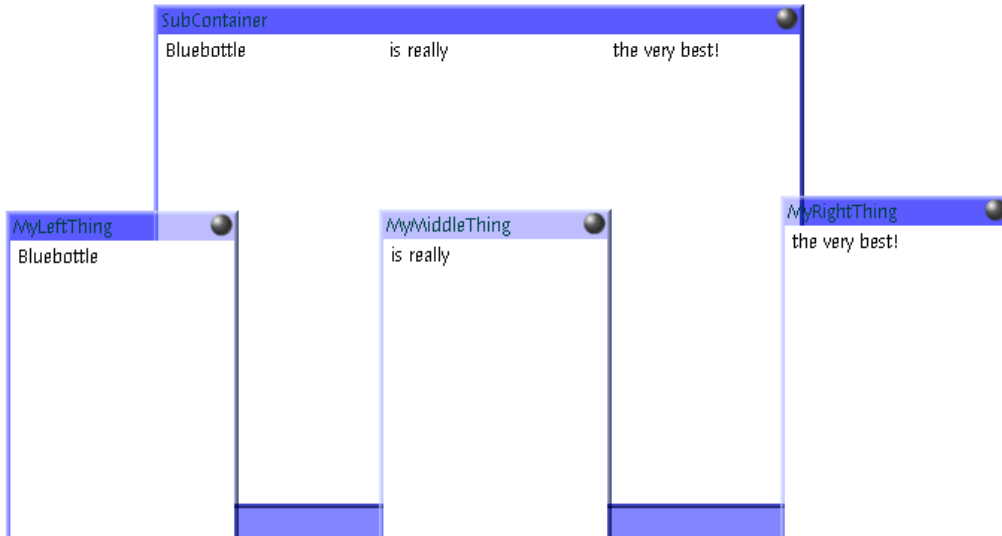 SubContainer
Bluebottle is really the very best!
MyLeftThing
Bluebottle
MyMiddleThing
is really
MyRightThing
the very best!